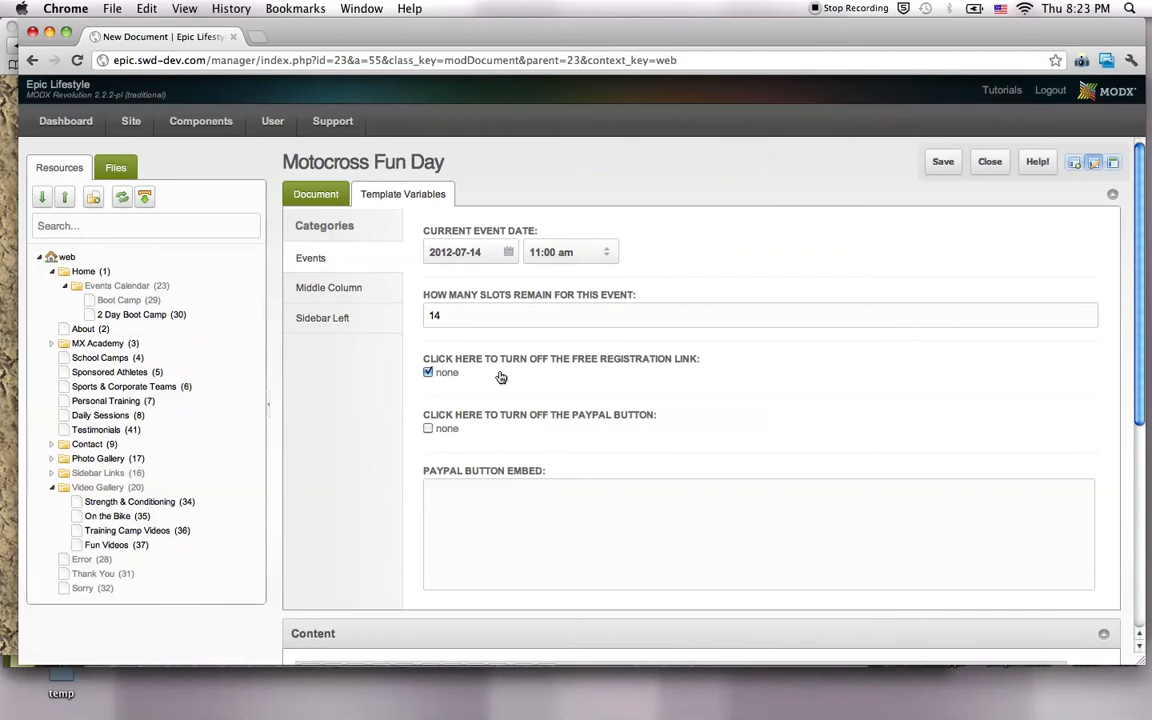 Chrome File Edit View History Bookmarks Window Help Stop Recording Thu 8:23 PM
New Document | Epic Lifesty
epic.swd-dev.com/manager/index.php?id=23&a=55&class_key=modDocument&parent=23&context_key=web
Epic Lifestyle
MODX Revolution 2.2.2-pl (traditional)
Tutorials Logout MODX
Dashboard Site Components User Support
Resources Files
Motocross Fun Day
Save Close Help!
Document Template Variables
Search...
web
Home (1)
Events Calendar (23)
Boot Camp (29)
2 Day Boot Camp (30)
About (2)
MX Academy (3)
School Camps (4)
Sponsored Athletes (5)
Sports & Corporate Teams (6)
Personal Training (7)
Daily Sessions (8)
Testimonials (41)
Contact (9)
Photo Gallery (17)
Sidebar Links (16)
Video Gallery (20)
Strength & Conditioning (34)
On the Bike (35)
Training Camp Videos (36)
Fun Videos (37)
Error (28)
Thank You (31)
Sorry (32)
Categories
Events
Middle Column
Sidebar Left
CURRENT EVENT DATE:
2012-07-14 11:00 am
HOW MANY SLOTS REMAIN FOR THIS EVENT:
14
CLICK HERE TO TURN OFF THE FREE REGISTRATION LINK:
none
CLICK HERE TO TURN OFF THE PAYPAL BUTTON:
none
PAYPAL BUTTON EMBED:
Content
temp